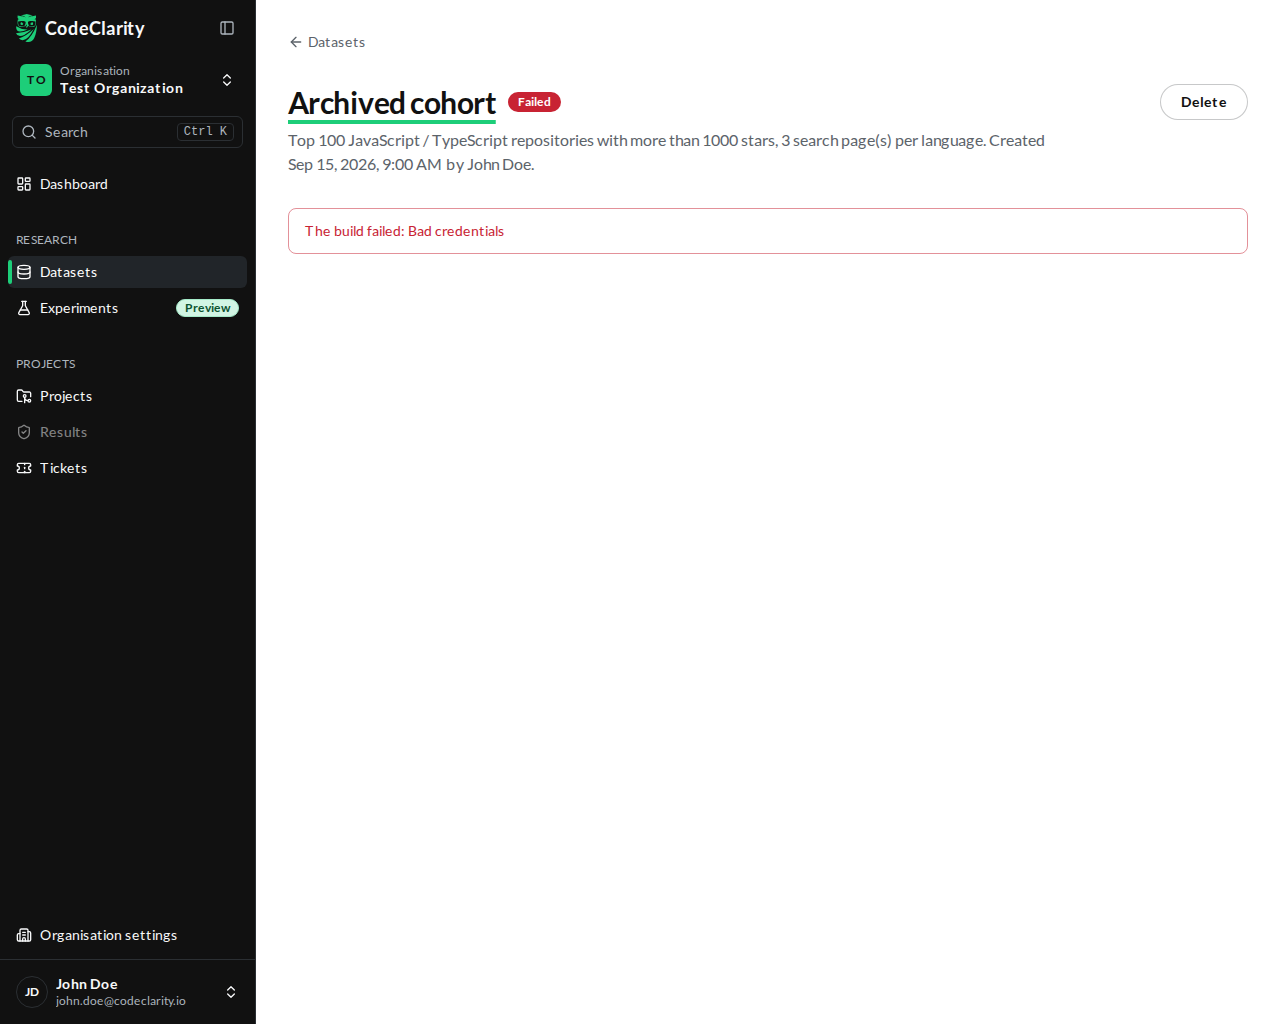 CodeClarity
TO
Organisation
Test Organization
Search
Ctrl K
Dashboard
RESEARCH
Datasets
Experiments
Preview
PROJECTS
Projects
Results
Tickets
Organisation settings
JD
John Doe
john.doe@codeclarity.io
Datasets
Archived cohort
Failed
Delete
Top 100 JavaScript / TypeScript repositories with more than 1000 stars, 3 search page(s) per language. Created
Sep 15, 2026, 9:00 AM by John Doe.
The build failed: Bad credentials